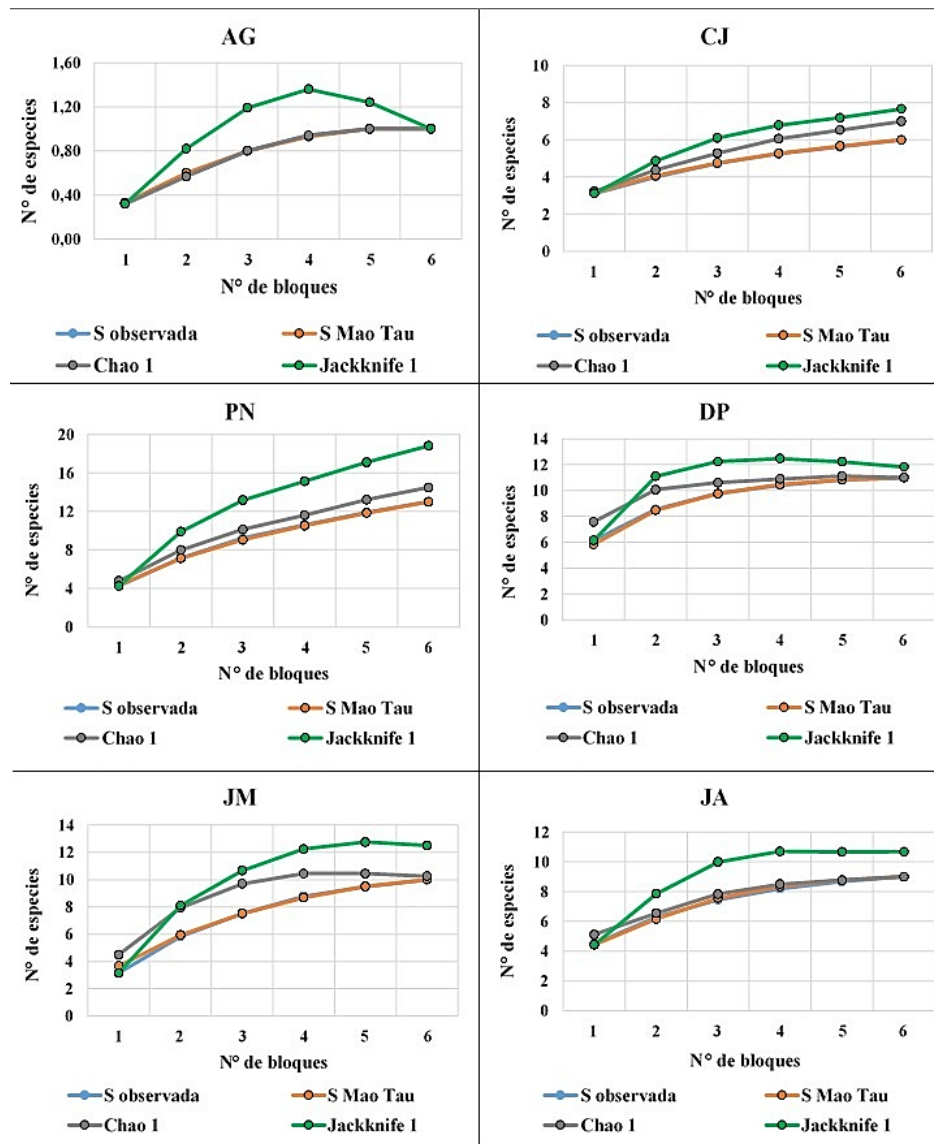 AG
1,60
1,20
0,80
0,40
0,00
N° de especies
1 2 3 4 5 6
N° de bloques
S observada S Mao Tau
Chao 1 Jackknife 1
CJ
10
8
6
4
2
0
N° de especies
1 2 3 4 5 6
N° de bloques
S observada S Mao Tau
Chao 1 Jackknife 1
PN
20
16
12
8
4
0
N° de especies
1 2 3 4 5 6
N° de bloques
S observada S Mao Tau
Chao 1 Jackknife 1
DP
14
12
10
8
6
4
2
0
N° de especies
1 2 3 4 5 6
N° de bloques
S observada S Mao Tau
Chao 1 Jackknife 1
JM
14
12
10
8
6
4
2
0
N° de especies
1 2 3 4 5 6
N° de bloques
S observada S Mao Tau
Chao 1 Jackknife 1
JA
12
10
8
6
4
2
0
N° de especies
1 2 3 4 5 6
N° de bloques
S observada S Mao Tau
Chao 1 Jackknife 1